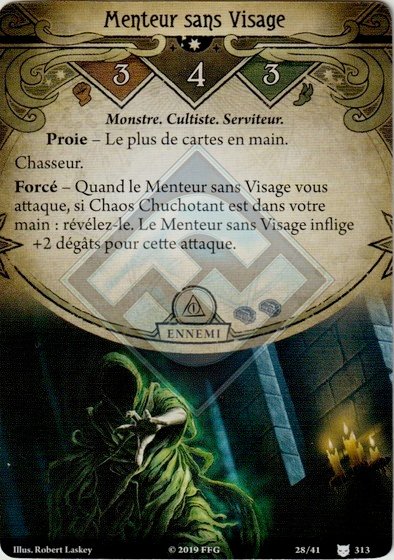 Menteur sans Visage
3 4 3
Monstre. Cultiste. Serviteur.
Proie – Le plus de cartes en main.
Chasseur.
Forcé – Quand le Menteur sans Visage vous
attaque, si Chaos Chuchotant est dans votre
main : révélez-le. Le Menteur sans Visage inflige
+2 dégâts pour cette attaque.
ENNEMI
Illus. Robert Laskey
© 2019 FFG
28/41
313